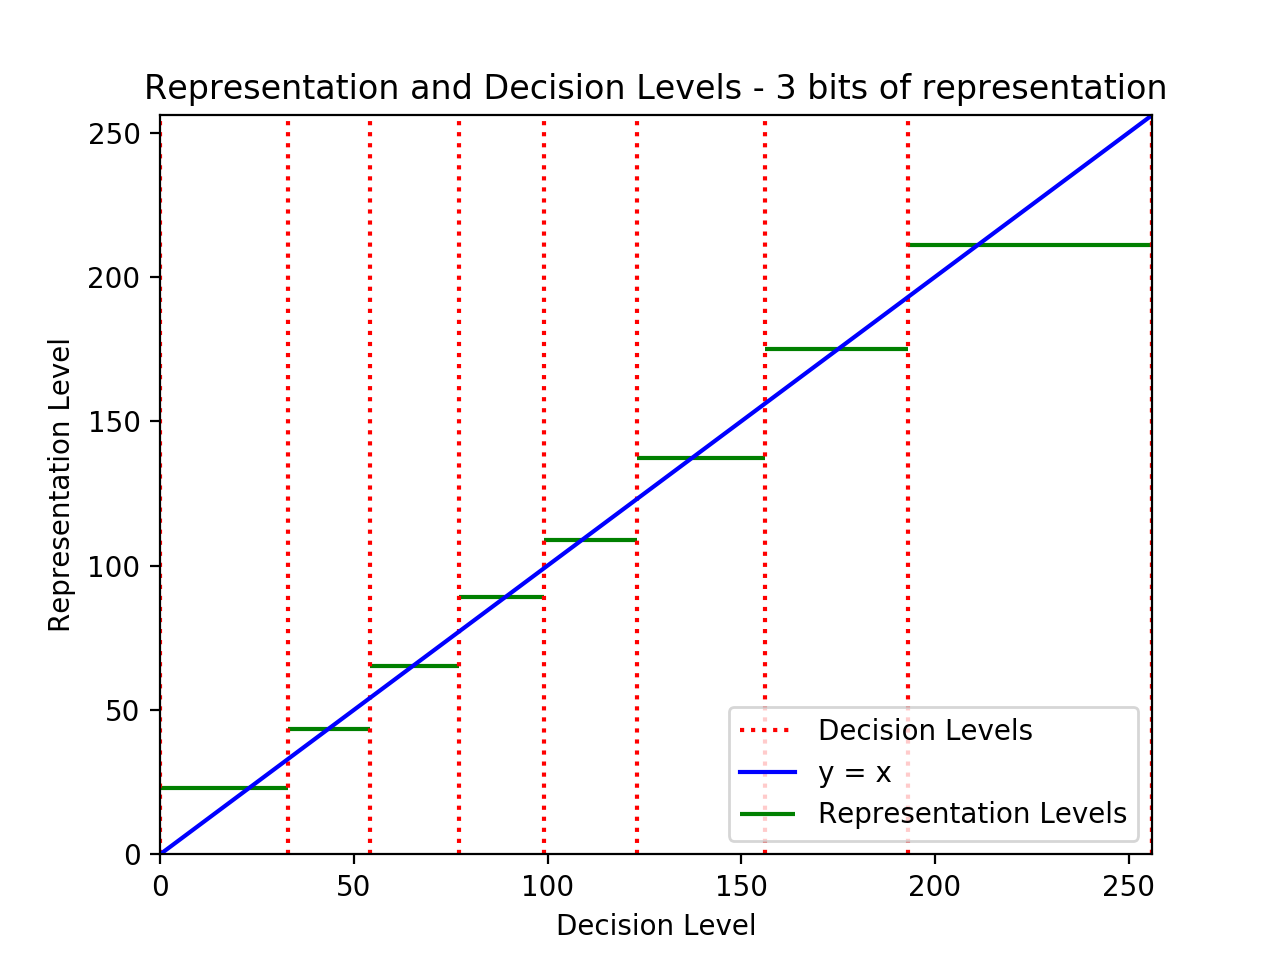 Representation and Decision Levels - 3 bits of representation
250
200
150
100
50
0
Representation Level
0 50 100 150 200 250
Decision Level
Decision Levels
y = x
Representation Levels